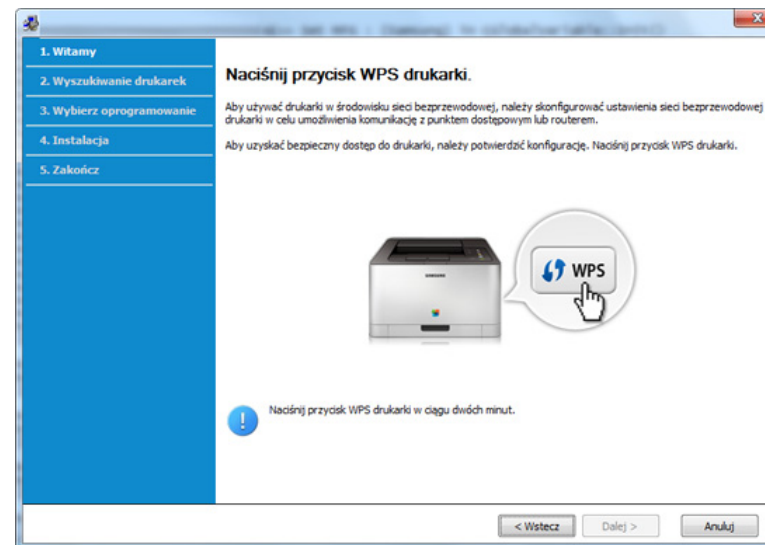 1. Witamy
2. Wyszukiwanie drukarek
3. Wybierz oprogramowanie
4. Instalacja
5. Zakończ
Naciśnij przycisk WPS drukarki.
Aby używać drukarki w środowisku sieci bezprzewodowej, należy skonfigurować ustawienia sieci bezprzewodowej
drukarki w celu umożliwienia komunikację z punktem dostępowym lub routerem.
Aby uzyskać bezpieczny dostęp do drukarki, należy potwierdzić konfigurację. Naciśnij przycisk WPS drukarki.
SAMSUNG
WPS
Naciśnij przycisk WPS drukarki w ciągu dwóch minut.
< Wstecz
Dalej >
Anuluj